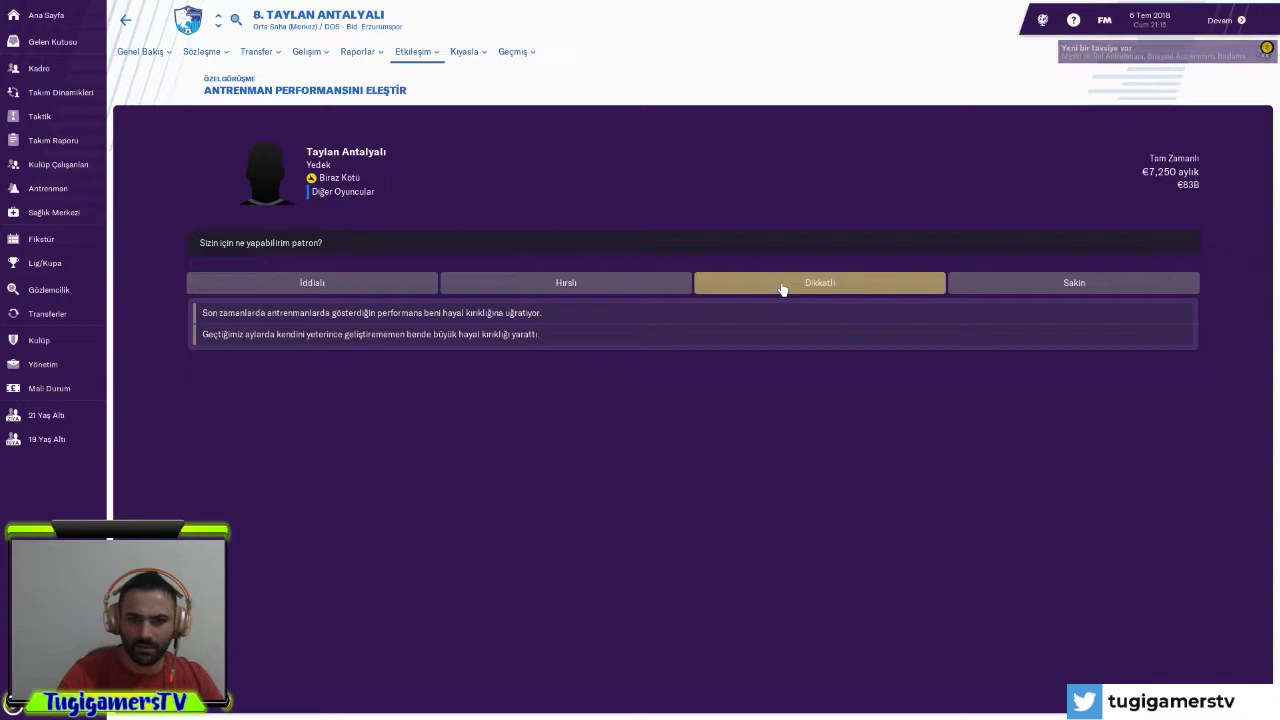 Ana Sayfa
Gelen Kutusu
Kadro
Takım Dinamikleri
Taktik
Takım Raporu
Kulüp Çalışanları
Antrenman
Sağlık Merkezi
Fikstür
Lig/Kupa
Gözlemcilik
Transferler
Kulüp
Yönetim
Mali Durum
21 Yaş Altı
19 Yaş Altı
8. TAYLAN ANTALYALI
Orta Saha (Merkez) / DOS - Bld. Erzurumspor
Genel Bakış
Sözleşme
Transfer
Gelişim
Raporlar
Etkileşim
Kıyasla
Geçmiş
FM
6 Tem 2018
Cum 21:15
Devam
Yeni bir tavsiye var
ÖZEL GÖRÜŞME
ANTRENMAN PERFORMANSINI ELEŞTİR
Taylan Antalyalı
Yedek
Biraz Kötü
Diğer Oyuncular
Tam Zamanlı
€7,250 aylık
€83B
Sizin için ne yapabilirim patron?
İddialı
Hırslı
Dikkatli
Sakin
Son zamanlarda antrenmanlarda gösterdiğin performans beni hayal kırıklığına uğratıyor.
Geçtiğimiz aylarda kendini yeterince geliştirememen bende büyük hayal kırıklığı yarattı.
TugigamersTV
tugigamerstv